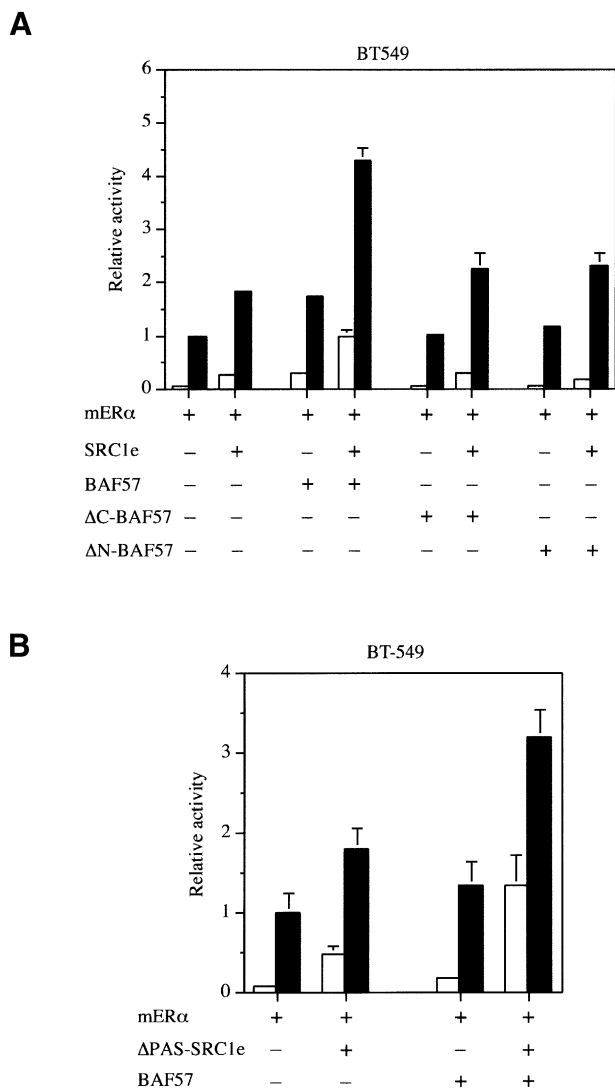 A
BT549
6
5
4
3
2
1
0
Relative activity
mERα + + + + + + + +
SRC1e – + – + – + – +
BAF57 – – + + – – – –
ΔC-BAF57 – – – – + + – –
ΔN-BAF57 – – – – – – + +
B
BT-549
4
3
2
1
0
Relative activity
mERα + + + +
ΔPAS-SRC1e – + – +
BAF57 – – + +